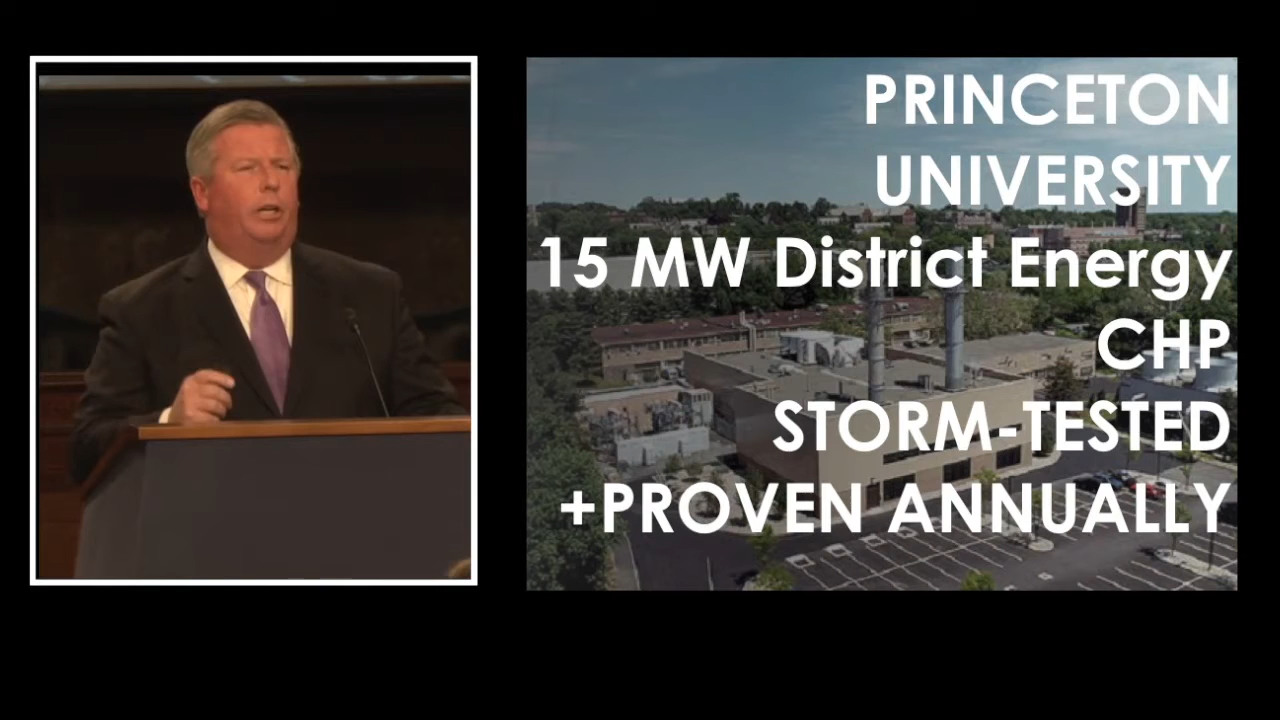 PRINCETON
UNIVERSITY
15 MW District Energy
CHP
STORM-TESTED
+PROVEN ANNUALLY